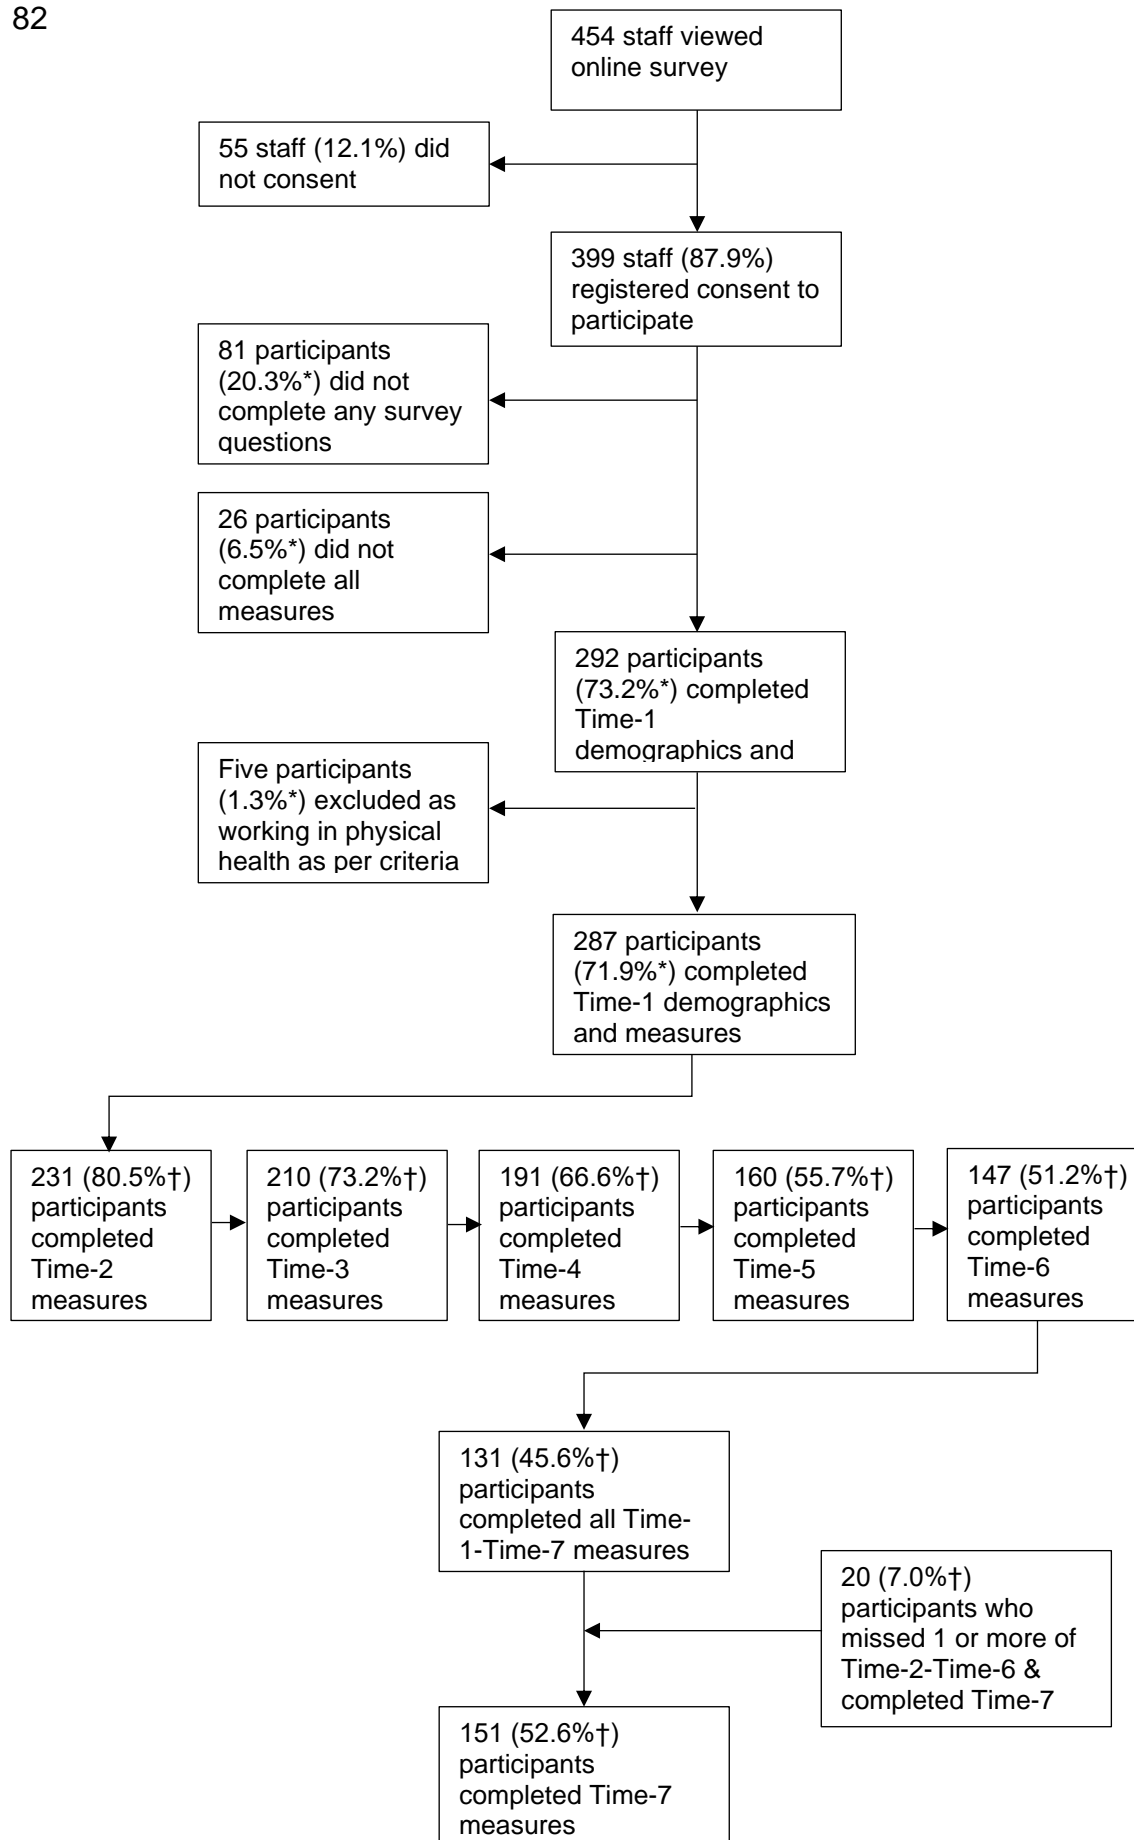 82
454 staff viewed
online survey
55 staff (12.1%) did
not consent
399 staff (87.9%)
registered consent to
participate
81 participants
(20.3%*) did not
complete any survey
questions
26 participants
(6.5%*) did not
complete all
measures
292 participants
(73.2%*) completed
Time-1
demographics and
Five participants
(1.3%*) excluded as
working in physical
health as per criteria
287 participants
(71.9%*) completed
Time-1 demographics
and measures
231 (80.5%†)
participants
completed
Time-2
measures
210 (73.2%†)
participants
completed
Time-3
measures
191 (66.6%†)
participants
completed
Time-4
measures
160 (55.7%†)
participants
completed
Time-5
measures
147 (51.2%†)
participants
completed
Time-6
measures
131 (45.6%†)
participants
completed all Time-
1-Time-7 measures
20 (7.0%†)
participants who
missed 1 or more of
Time-2-Time-6 &
completed Time-7
151 (52.6%†)
participants
completed Time-7
measures